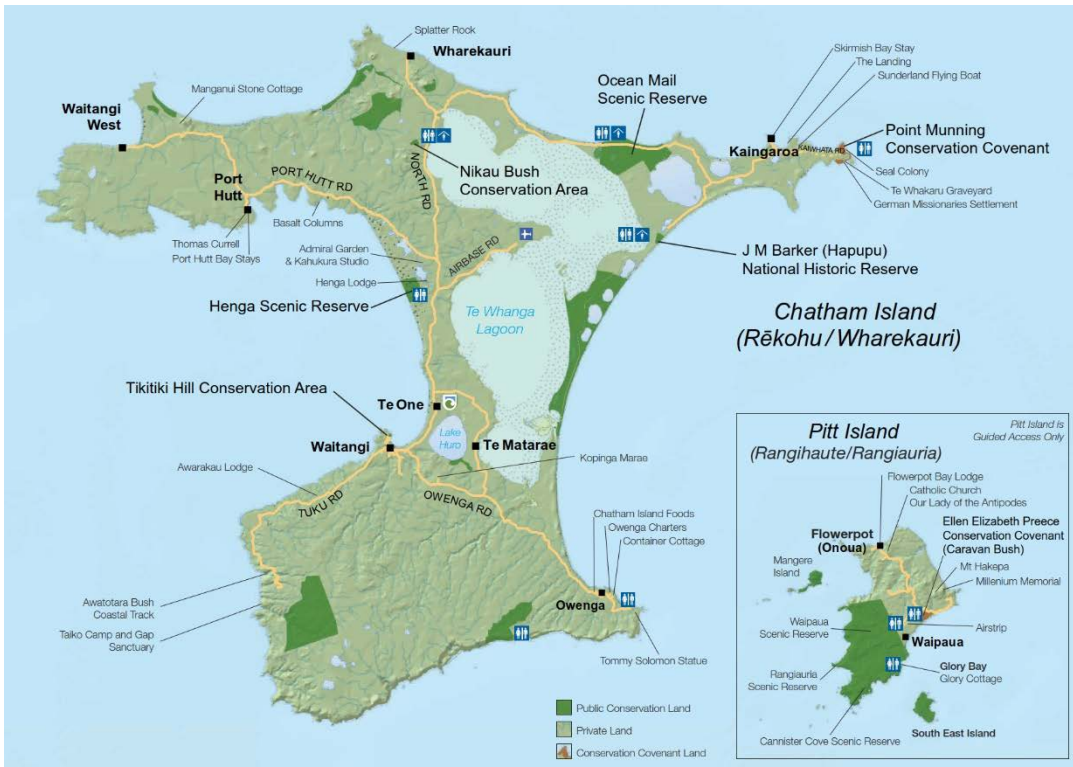 Splatter Rock
Wharekauri
Manganui Stone Cottage
Waitangi
West
Ocean Mail
Scenic Reserve
Skirmish Bay Stay
The Landing
Sunderland Flying Boat
Kaingaroa
KAIWHATA RD
Point Munning
Conservation Covenant
Seal Colony
Te Whakaru Graveyard
German Missionaries Settlement
NORTH RD
Nikau Bush
Conservation Area
Port
Hutt
PORT HUTT RD
Basalt Columns
Thomas Currell
Port Hutt Bay Stays
Admiral Garden
& Kahukura Studio
AIRBASE RD
Henga Lodge
Henga Scenic Reserve
J M Barker (Hapupu)
National Historic Reserve
Te Whanga
Lagoon
Chatham Island
(Rēkohu / Wharekauri)
Tikitiki Hill Conservation Area
Te One
Waitangi
Lake
Huro
Te Matarae
Kopinga Marae
Awarakau Lodge
TUKU RD
OWENGA RD
Chatham Island Foods
Owenga Charters
Container Cottage
Awatotara Bush
Coastal Track
Owenga
Taiko Camp and Gap
Sanctuary
Tommy Solomon Statue
Public Conservation Land
Private Land
Conservation Covenant Land
Pitt Island
(Rangihaute/Rangiauria)
Pitt Island is
Guided Access Only
Flowerpot Bay Lodge
Catholic Church
Our Lady of the Antipodes
Flowerpot
(Onoua)
Ellen Elizabeth Preece
Conservation Covenant
(Caravan Bush)
Mangere
Island
Mt Hakepa
Millenium Memorial
Waipaua
Scenic Reserve
Airstrip
Waipaua
Rangiauria
Scenic Reserve
Glory Bay
Glory Cottage
Cannister Cove Scenic Reserve
South East Island